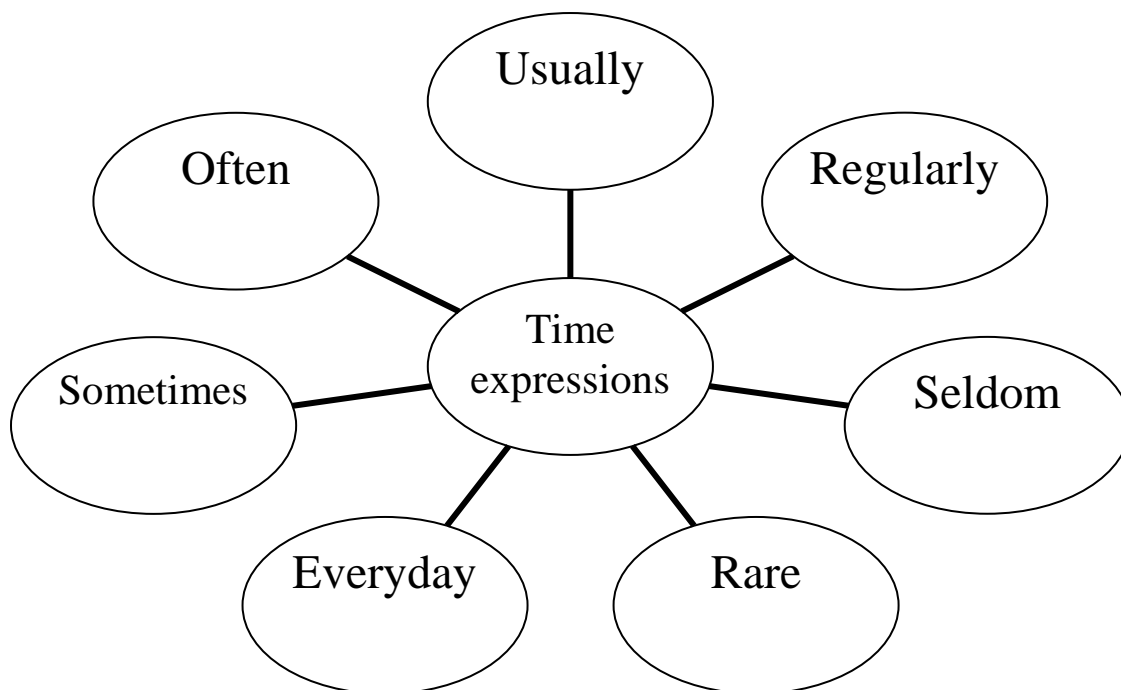 Usually
Often
Regularly
Time
expressions
Sometimes
Seldom
Everyday
Rare